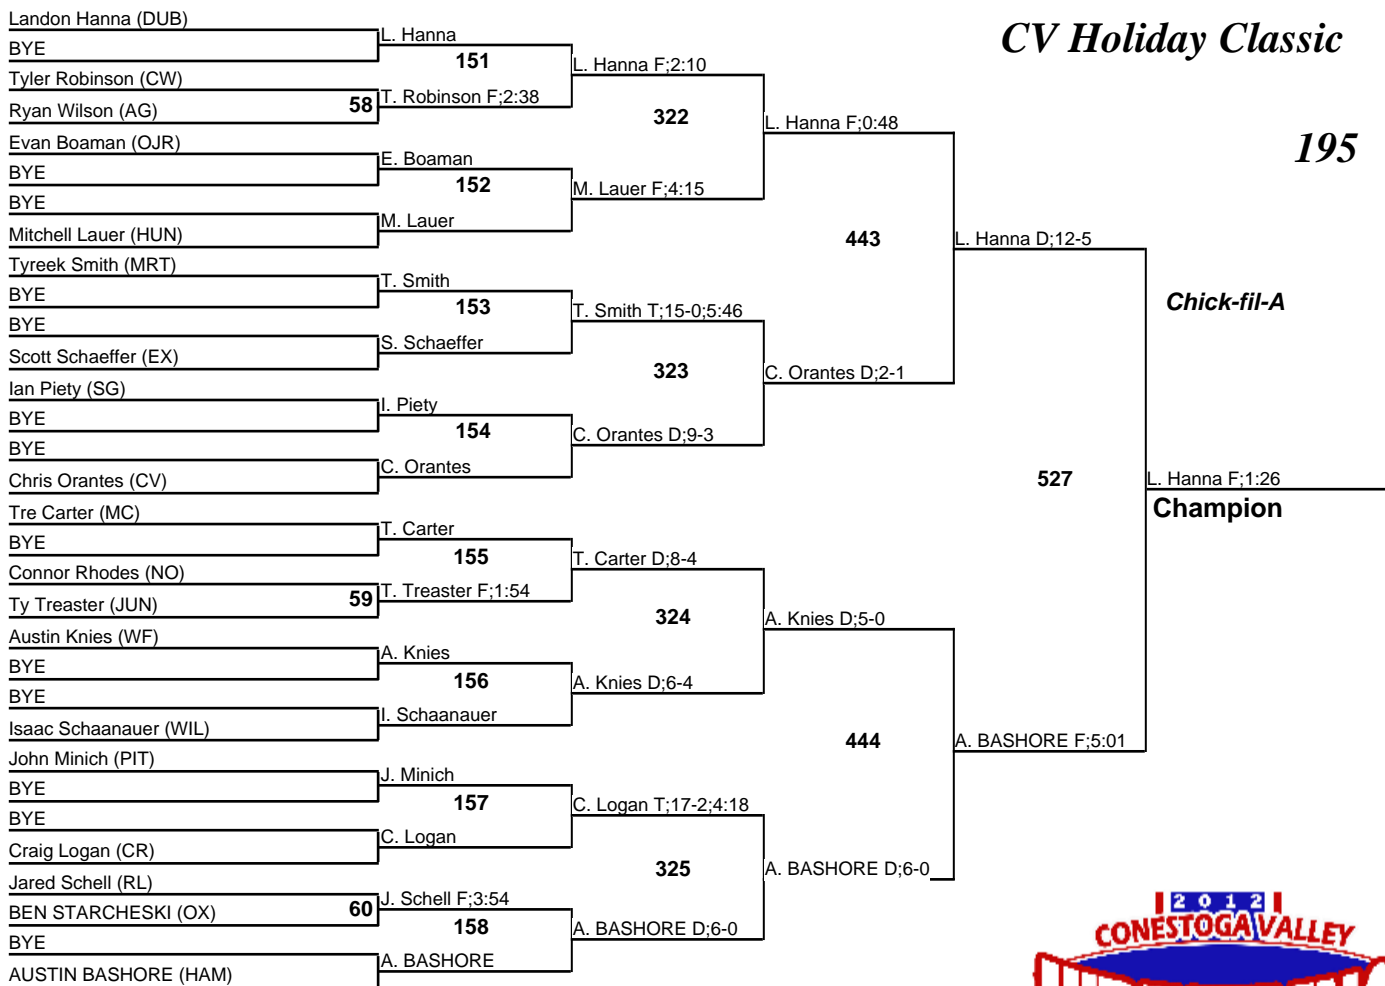 CV Holiday Classic
195
Landon Hanna (DUB)
BYE
Tyler Robinson (CW)
Ryan Wilson (AG)
58
Evan Boaman (OJR)
BYE
BYE
Mitchell Lauer (HUN)
Tyreek Smith (MRT)
BYE
BYE
Scott Schaeffer (EX)
Ian Piety (SG)
BYE
BYE
Chris Orantes (CV)
Tre Carter (MC)
BYE
Connor Rhodes (NO)
Ty Treaster (JUN)
59
Austin Knies (WF)
BYE
BYE
Isaac Schaanauer (WIL)
John Minich (PIT)
BYE
BYE
Craig Logan (CR)
Jared Schell (RL)
BEN STARCHESKI (OX)
60
BYE
AUSTIN BASHORE (HAM)
L. Hanna
151
T. Robinson F;2:38
E. Boaman
152
M. Lauer
T. Smith
153
S. Schaeffer
I. Piety
154
C. Orantes
T. Carter
155
T. Treaster F;1:54
A. Knies
156
I. Schaanauer
J. Minich
157
C. Logan
J. Schell F;3:54
158
A. BASHORE
L. Hanna F;2:10
322
M. Lauer F;4:15
T. Smith T;15-0;5:46
323
C. Orantes D;9-3
T. Carter D;8-4
324
A. Knies D;6-4
C. Logan T;17-2;4:18
325
A. BASHORE D;6-0
L. Hanna F;0:48
443
C. Orantes D;2-1
A. Knies D;5-0
444
A. BASHORE D;6-0
L. Hanna D;12-5
527
A. BASHORE F;5:01
Chick-fil-A
L. Hanna F;1:26
Champion
2012
CONESTOGA VALLEY